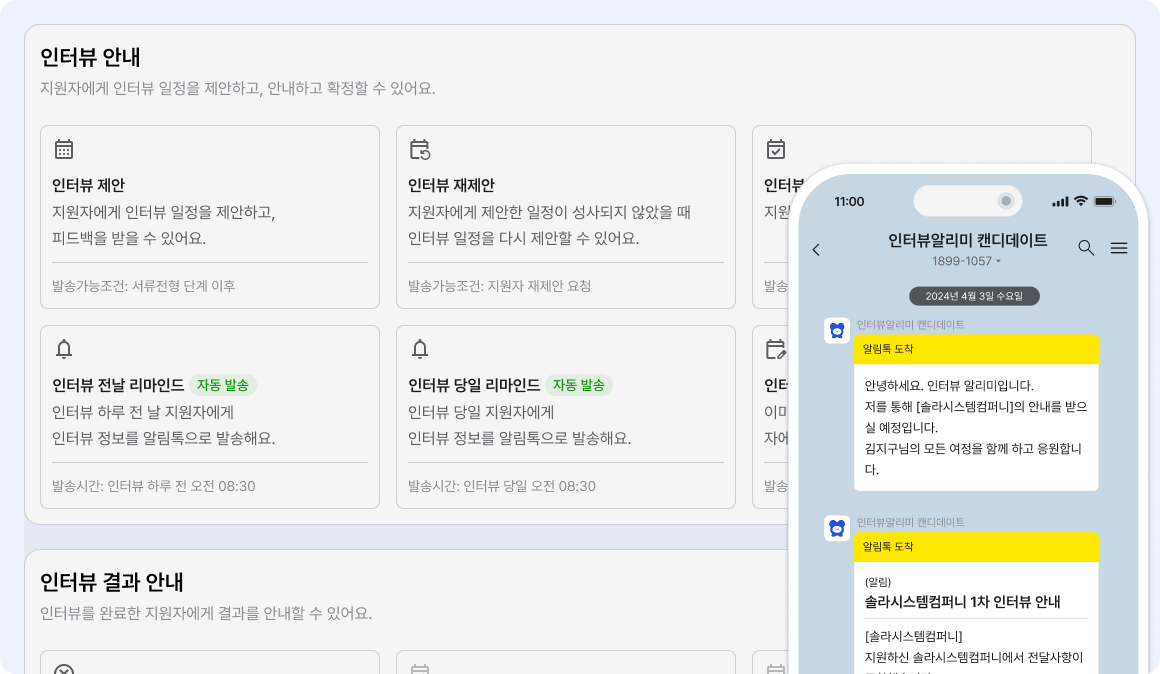 인터뷰 안내
지원자에게 인터뷰 일정을 제안하고, 안내하고 확정할 수 있어요.
인터뷰 제안
지원자에게 인터뷰 일정을 제안하고,
피드백을 받을 수 있어요.
발송가능조건: 서류전형 단계 이후
인터뷰 재제안
지원자에게 제안한 일정이 성사되지 않았을 때
인터뷰 일정을 다시 제안할 수 있어요.
발송가능조건: 지원자 재제안 요청
인터뷰
지원
발송
인터뷰 전날 리마인드 자동 발송
인터뷰 하루 전 날 지원자에게
인터뷰 정보를 알림톡으로 발송해요.
발송시간: 인터뷰 하루 전 오전 08:30
인터뷰 당일 리마인드 자동 발송
인터뷰 당일 지원자에게
인터뷰 정보를 알림톡으로 발송해요.
발송시간: 인터뷰 당일 오전 08:30
인터
이미
자에
발송
인터뷰 결과 안내
인터뷰를 완료한 지원자에게 결과를 안내할 수 있어요.
11:00
인터뷰알리미 캔디데이트
1899-1057
2024년 4월 3일 수요일
인터뷰알리미 캔디데이트
알림톡 도착
안녕하세요. 인터뷰 알리미입니다.
저를 통해 [솔라시스템컴퍼니]의 안내를 받으
실 예정입니다.
김지구님의 모든 여정을 함께 하고 응원합니
다.
인터뷰알리미 캔디데이트
알림톡 도착
(알림)
솔라시스템컴퍼니 1차 인터뷰 안내
[솔라시스템컴퍼니]
지원하신 솔라시스템컴퍼니에서 전달사항이